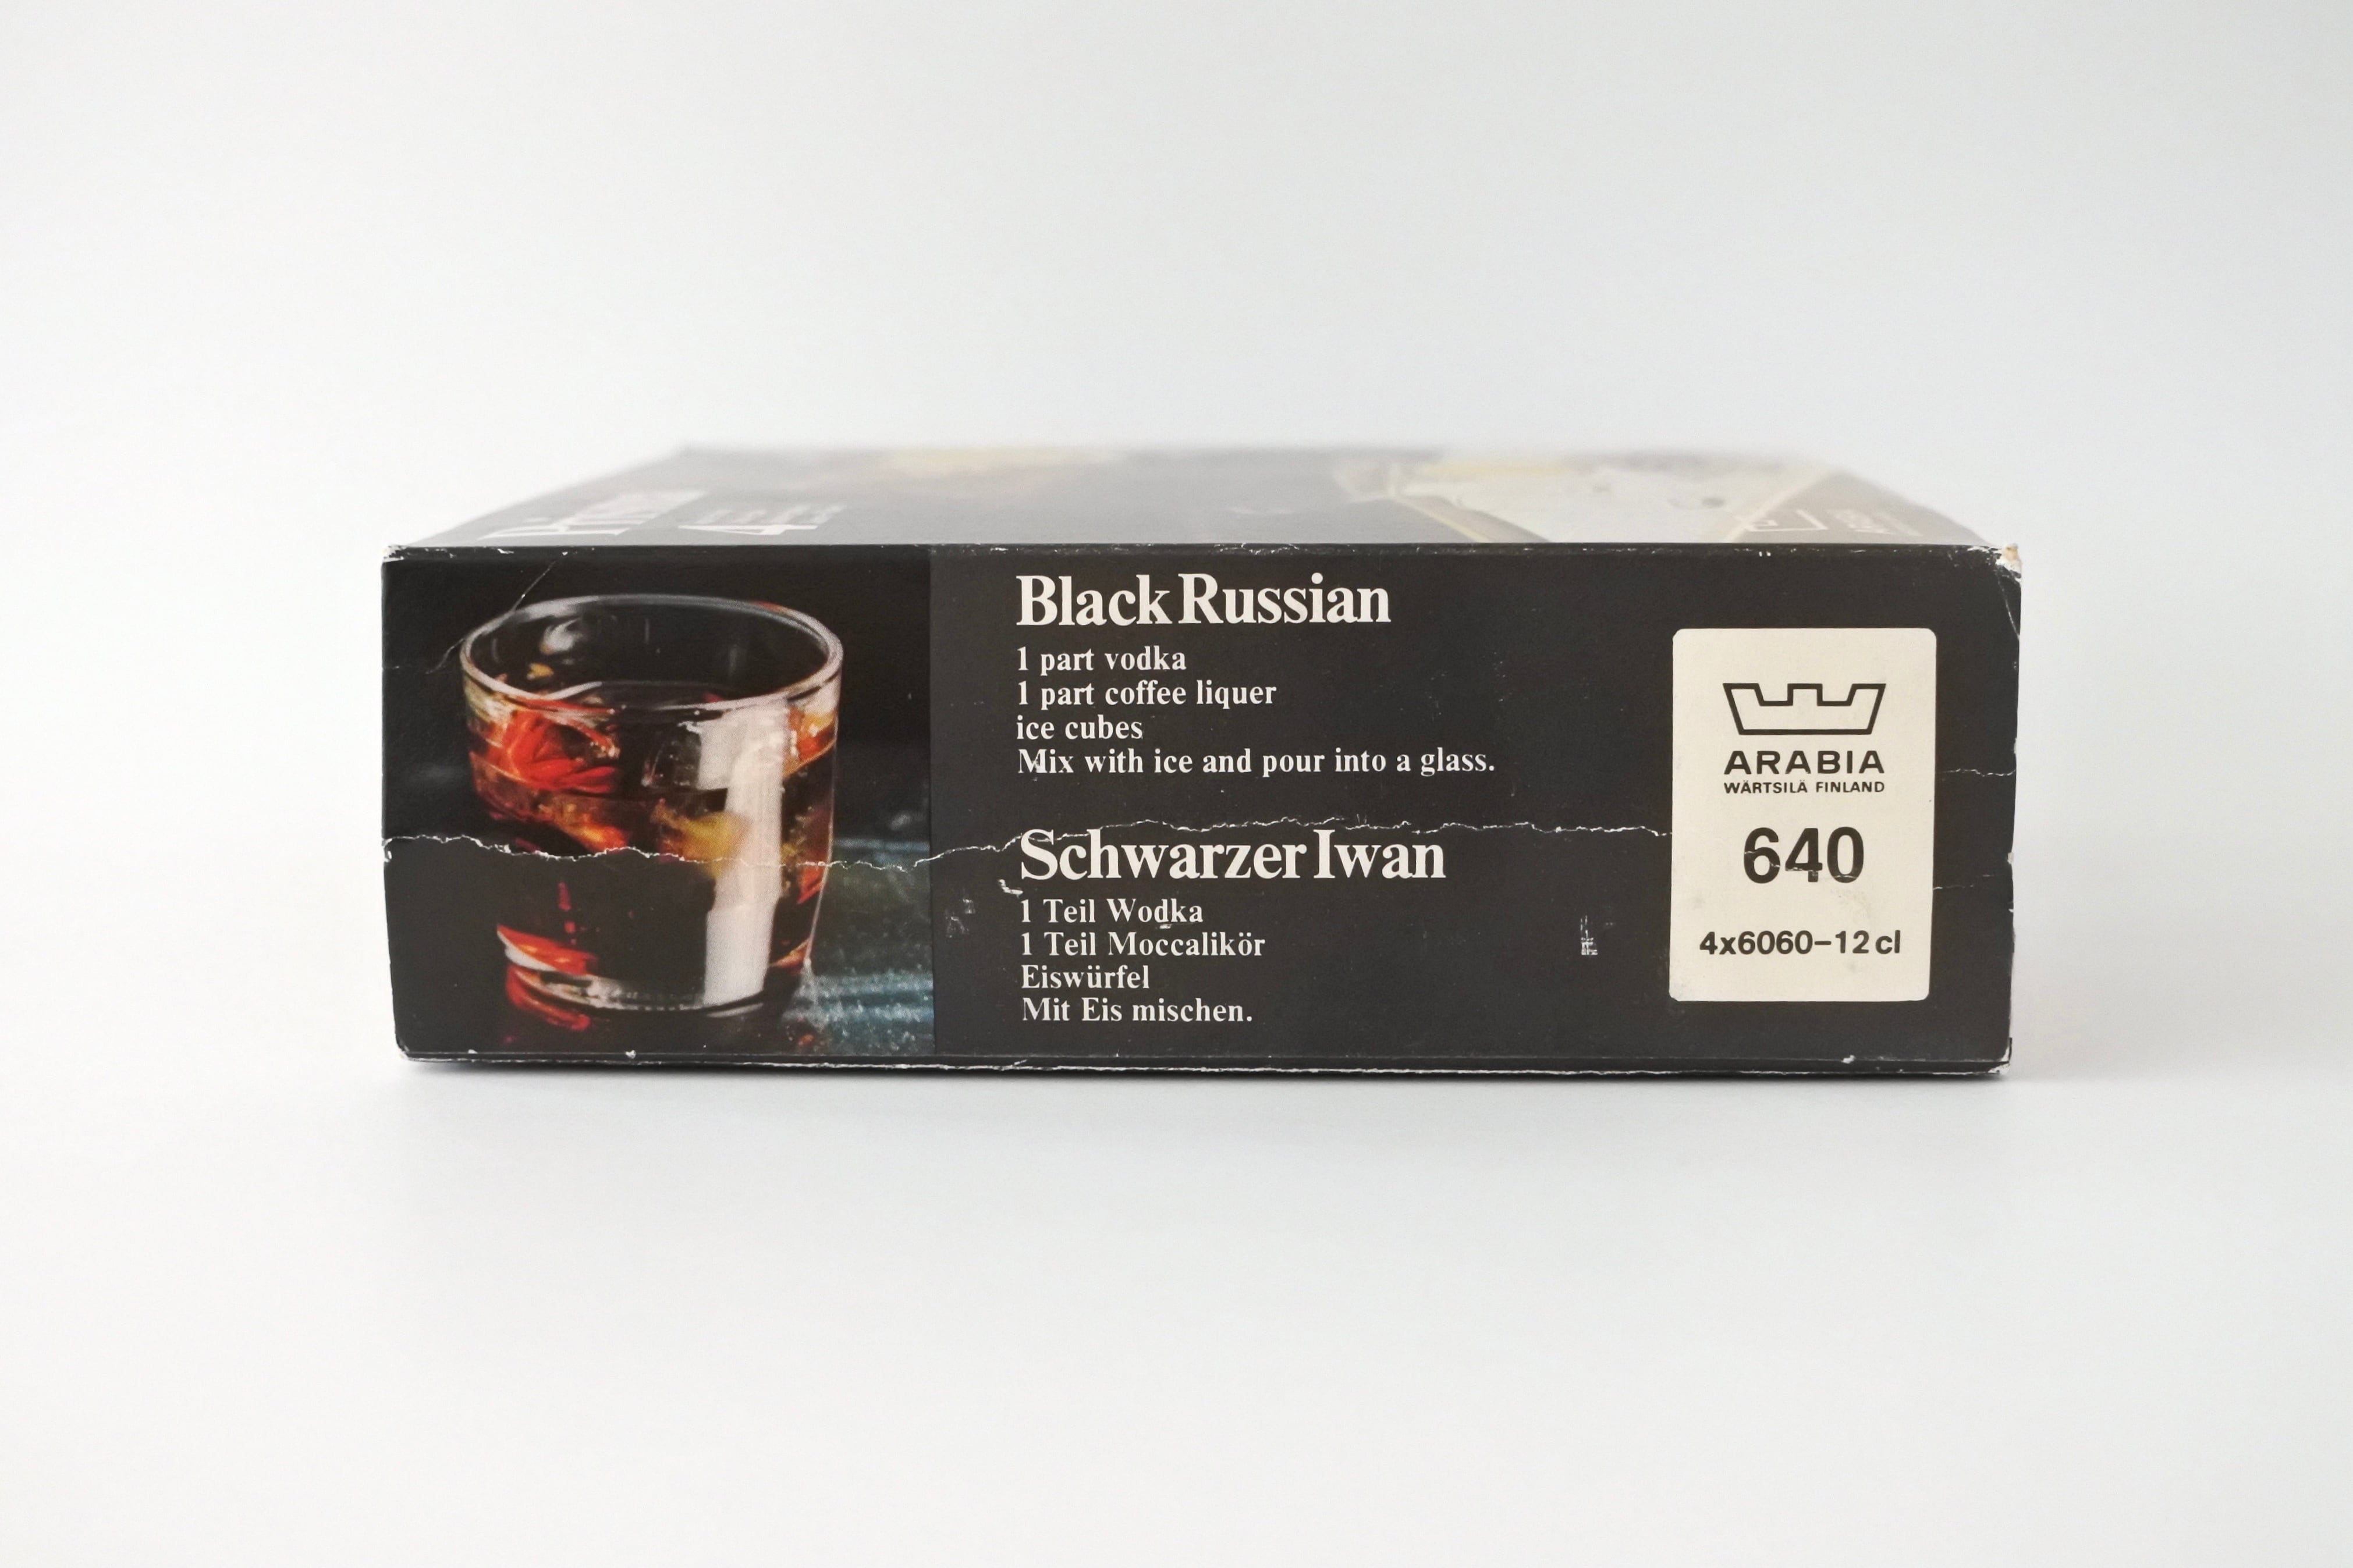 4
Black Russian
1 part vodka
1 part coffee liquer
ice cubes
Mix with ice and pour into a glass.
Schwarzer Iwan
1 Teil Wodka
1 Teil Moccalikör
Eiswürfel
Mit Eis mischen.
ARABIA
WÄRTSILÄ FINLAND
640
4x6060-12 cl